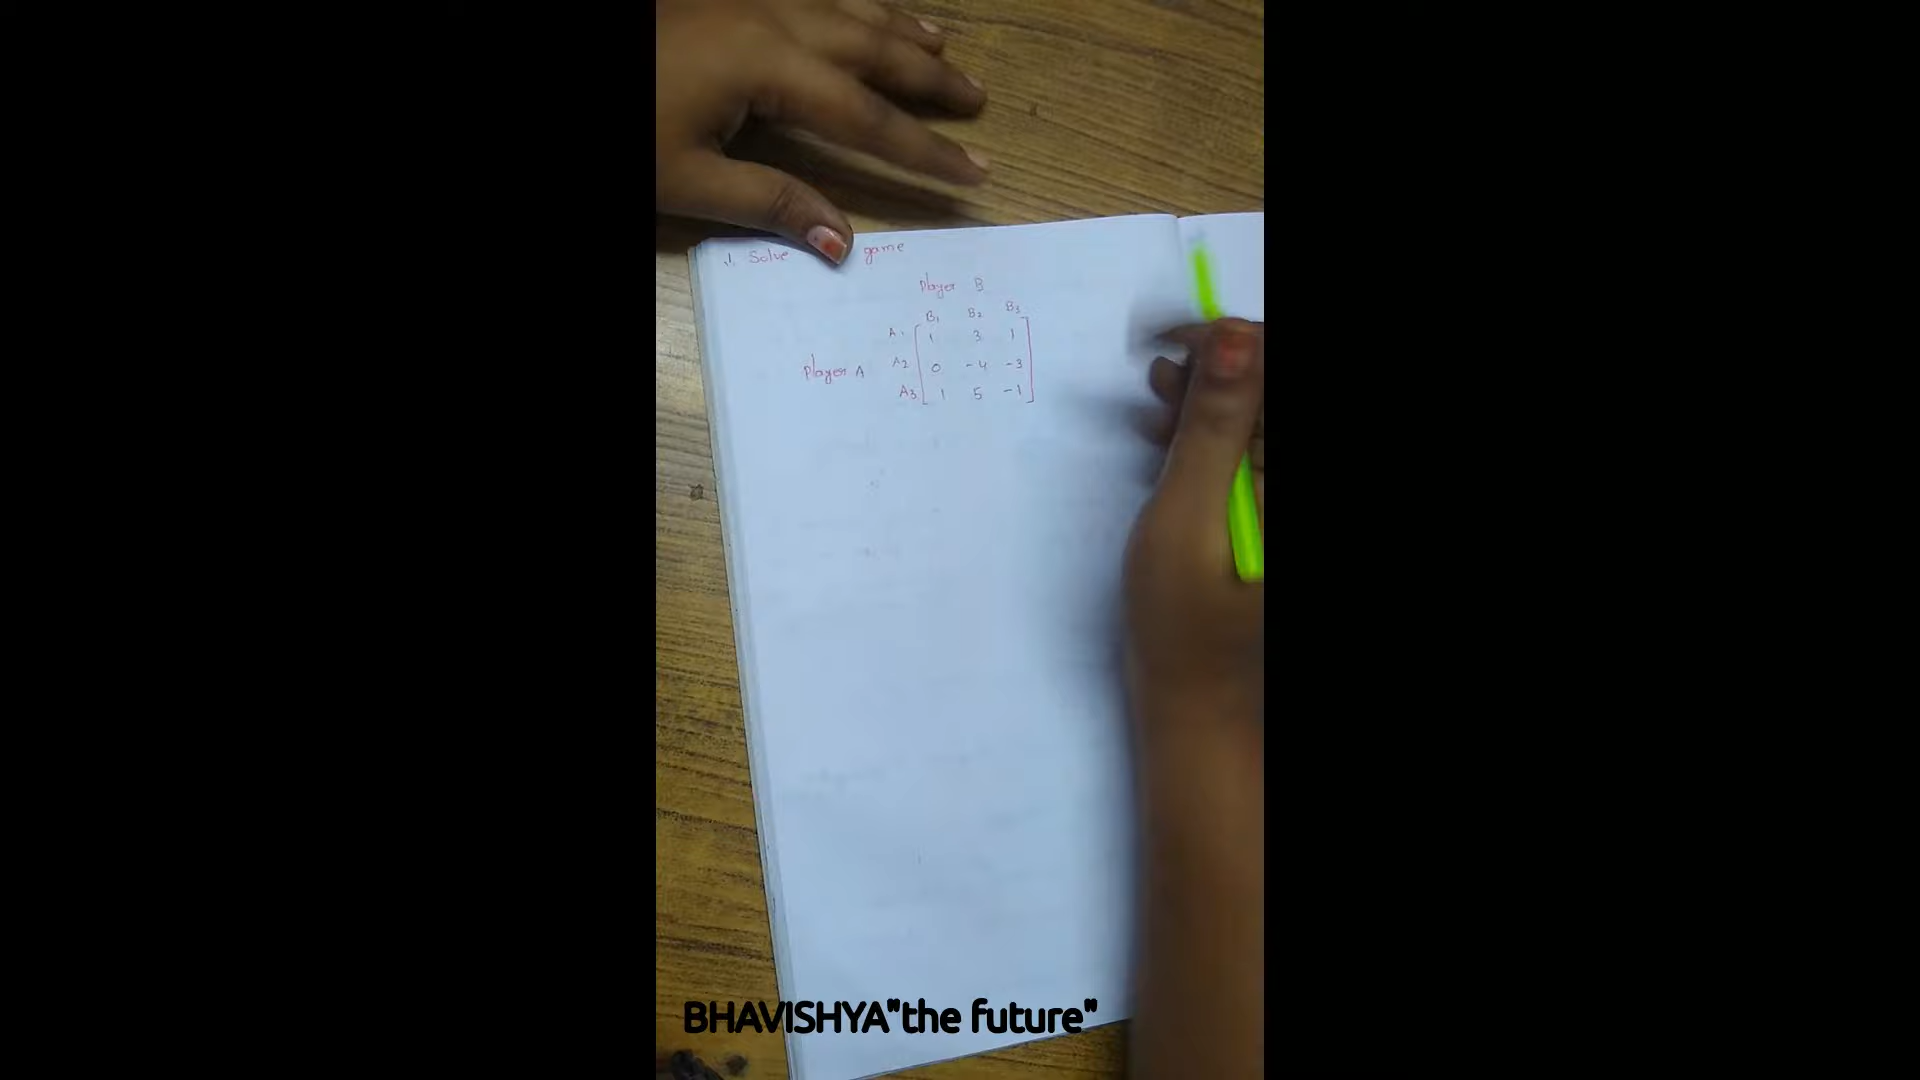 1. Solve game
Player B
B1 B2 B3
A1 1 3 1
Player A A2 0 -4 -3
A3 1 5 -1
BHAVISHYA"the future"